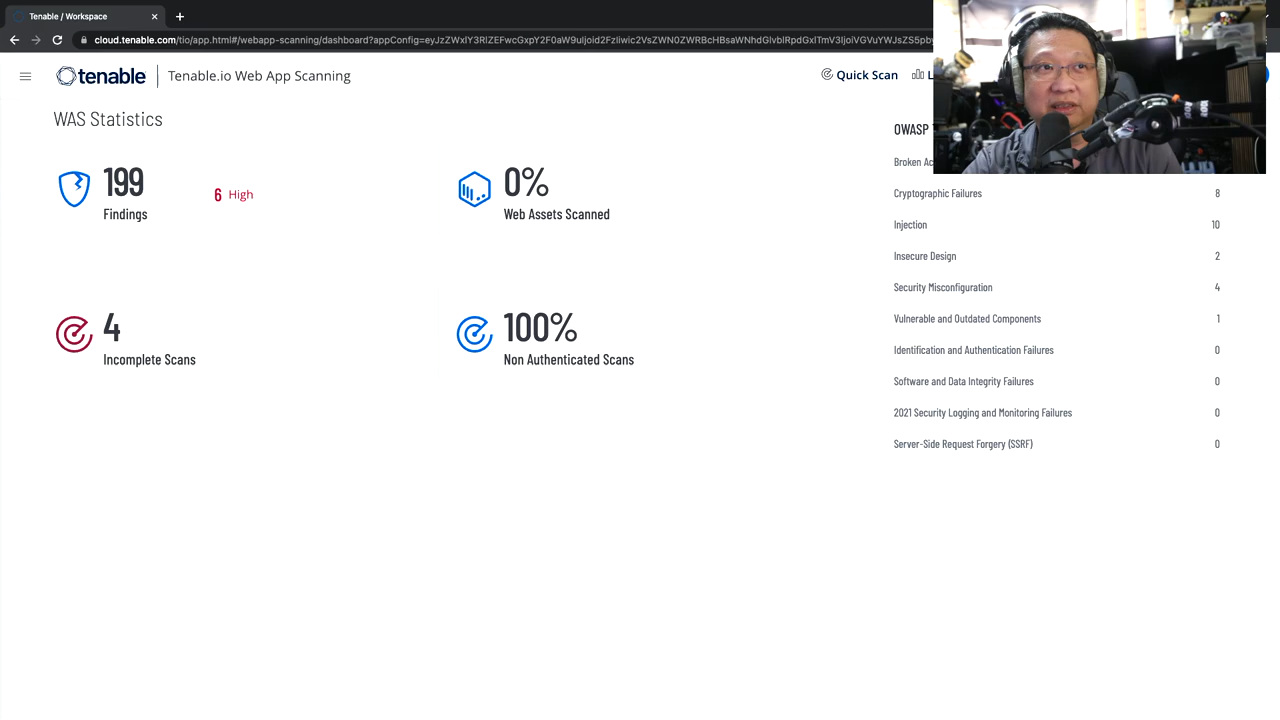 Tenable / Workspace
cloud.tenable.com/tio/app.html#/webapp-scanning/dashboard?appConfig=
tenable Tenable.io Web App Scanning
Quick Scan
WAS Statistics
199
Findings
6 High
0%
Web Assets Scanned
4
Incomplete Scans
100%
Non Authenticated Scans
OWASP
Broken
Cryptographic Failures 8
Injection 10
Insecure Design 2
Security Misconfiguration 4
Vulnerable and Outdated Components 1
Identification and Authentication Failures 0
Software and Data Integrity Failures 0
2021 Security Logging and Monitoring Failures 0
Server-Side Request Forgery (SSRF) 0